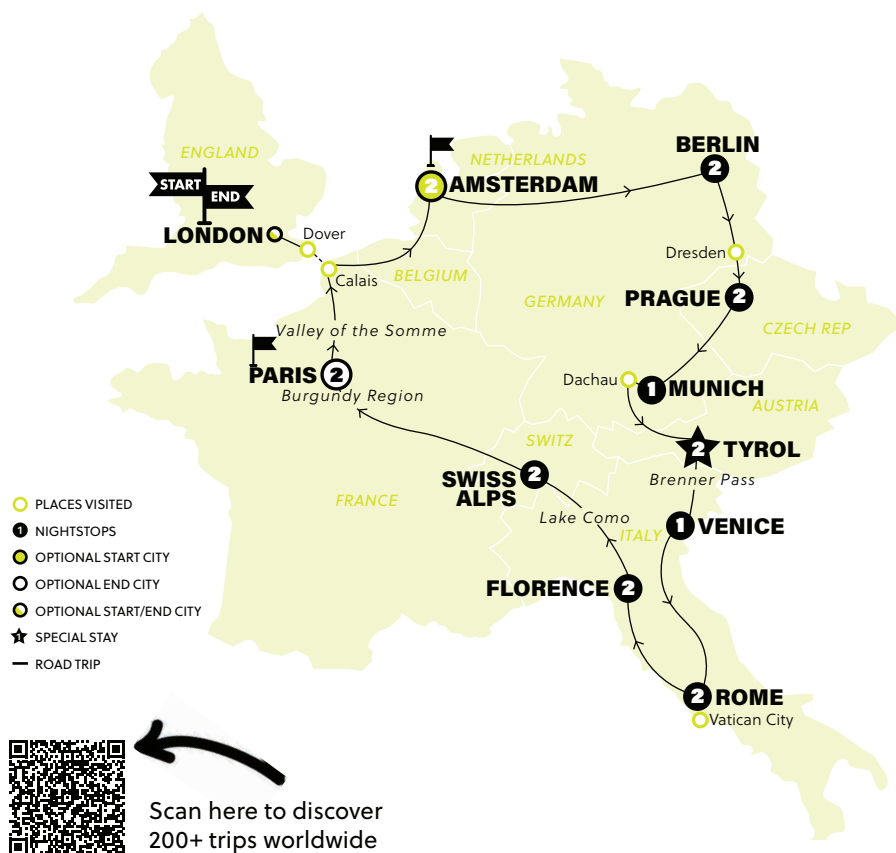 ENGLAND
START
END
LONDON
Dover
Calais
NETHERLANDS
2 AMSTERDAM
BERLIN
2
Dresden
PRAGUE 2
BELGIUM
GERMANY
CZECH REP
Valley of the Somme
PARIS 2
Burgundy Region
Dachau
1 MUNICH
AUSTRIA
SWITZ
2 TYROL
Brenner Pass
SWISS
ALPS
2
FRANCE
Lake Como
ITALY
1 VENICE
FLORENCE 2
2 ROME
Vatican City
PLACES VISITED
1 NIGHTSTOPS
OPTIONAL START CITY
OPTIONAL END CITY
OPTIONAL START/END CITY
1 SPECIAL STAY
ROAD TRIP
Scan here to discover
200+ trips worldwide